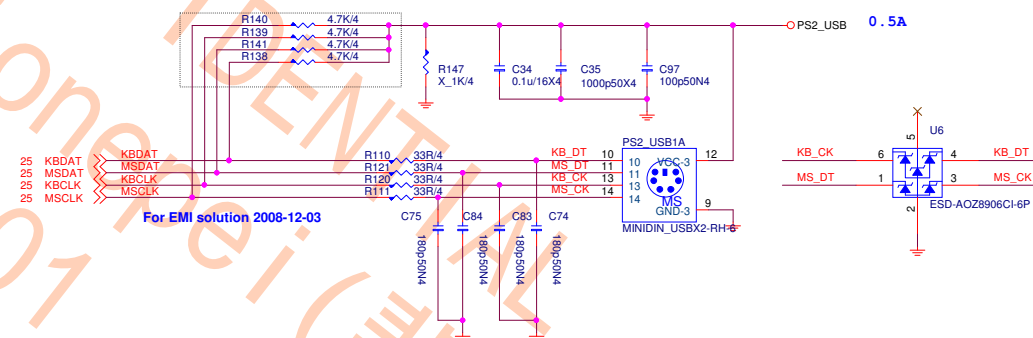 R140 4.7K/4
R139 4.7K/4
R141 4.7K/4
R138 4.7K/4
R147
X_1K/4
C34
0.1u/16X4
C35
1000p50X4
C97
100p50N4
PS2_USB
0.5A
25 KBDAT KBDAT
25 MSDAT MSDAT
25 KBCLK KBCLK
25 MSCLK MSCLK
R110 33R/4
R121 33R/4
R120 33R/4
R111 33R/4
KB_DT 10
MS_DT 11
KB_CK 13
MS_CK 14
PS2_USB1A
10
11
13
14
VCC-3 12
MS
GND-3 9
MINIDIN_USBX2-RH-6
For EMI solution 2008-12-03
C75
180p50N4
C84
180p50N4
C83
180p50N4
C74
180p50N4
U6
5
KB_CK 6
4 KB_DT
MS_DT 1
3 MS_CK
2
ESD-AOZ8906CI-6P
IDENTIAL
onepei(
01